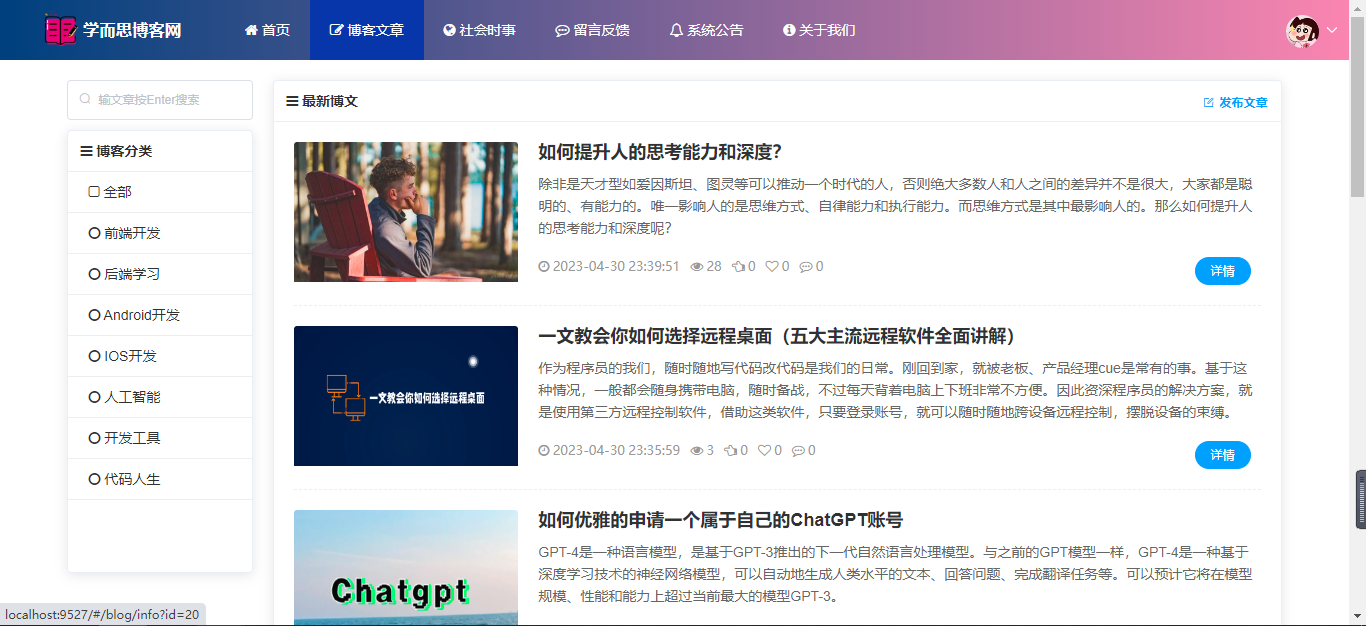 学而思博客网
首页
博客文章
社会时事
留言反馈
系统公告
关于我们
输文章按Enter搜索
博客分类
全部
前端开发
后端学习
Android开发
IOS开发
人工智能
开发工具
代码人生
最新博文
发布文章
如何提升人的思考能力和深度?
除非是天才型如爱因斯坦、图灵等可以推动一个时代的人，否则绝大多数人和人之间的差异并不是很大，大家都是聪
明的、有能力的。唯一影响人的是思维方式、自律能力和执行能力。而思维方式是其中最影响人的。那么如何提升人
的思考能力和深度呢?
2023-04-30 23:39:51 28 0 0 0
详情
一文教会你如何选择远程桌面
一文教会你如何选择远程桌面（五大主流远程软件全面讲解）
作为程序员的我们，随时随地写代码改代码是我们的日常。刚回到家，就被老板、产品经理cue是常有的事。基于这
种情况，一般都会随身携带电脑，随时备战，不过每天背着电脑上下班非常不方便。因此资深程序员的解决方案，就
是使用第三方远程控制软件，借助这类软件，只要登录账号，就可以随时随地跨设备远程控制，摆脱设备的束缚。
2023-04-30 23:35:59 3 0 0 0
详情
Chatgpt
如何优雅的申请一个属于自己的ChatGPT账号
GPT-4是一种语言模型，是基于GPT-3推出的下一代自然语言处理模型。与之前的GPT模型一样，GPT-4是一种基于
深度学习技术的神经网络模型，可以自动地生成人类水平的文本、回答问题、完成翻译任务等。可以预计它将在模型
规模、性能和能力上超过当前最大的模型GPT-3。
localhost:9527/#/blog/info?id=20